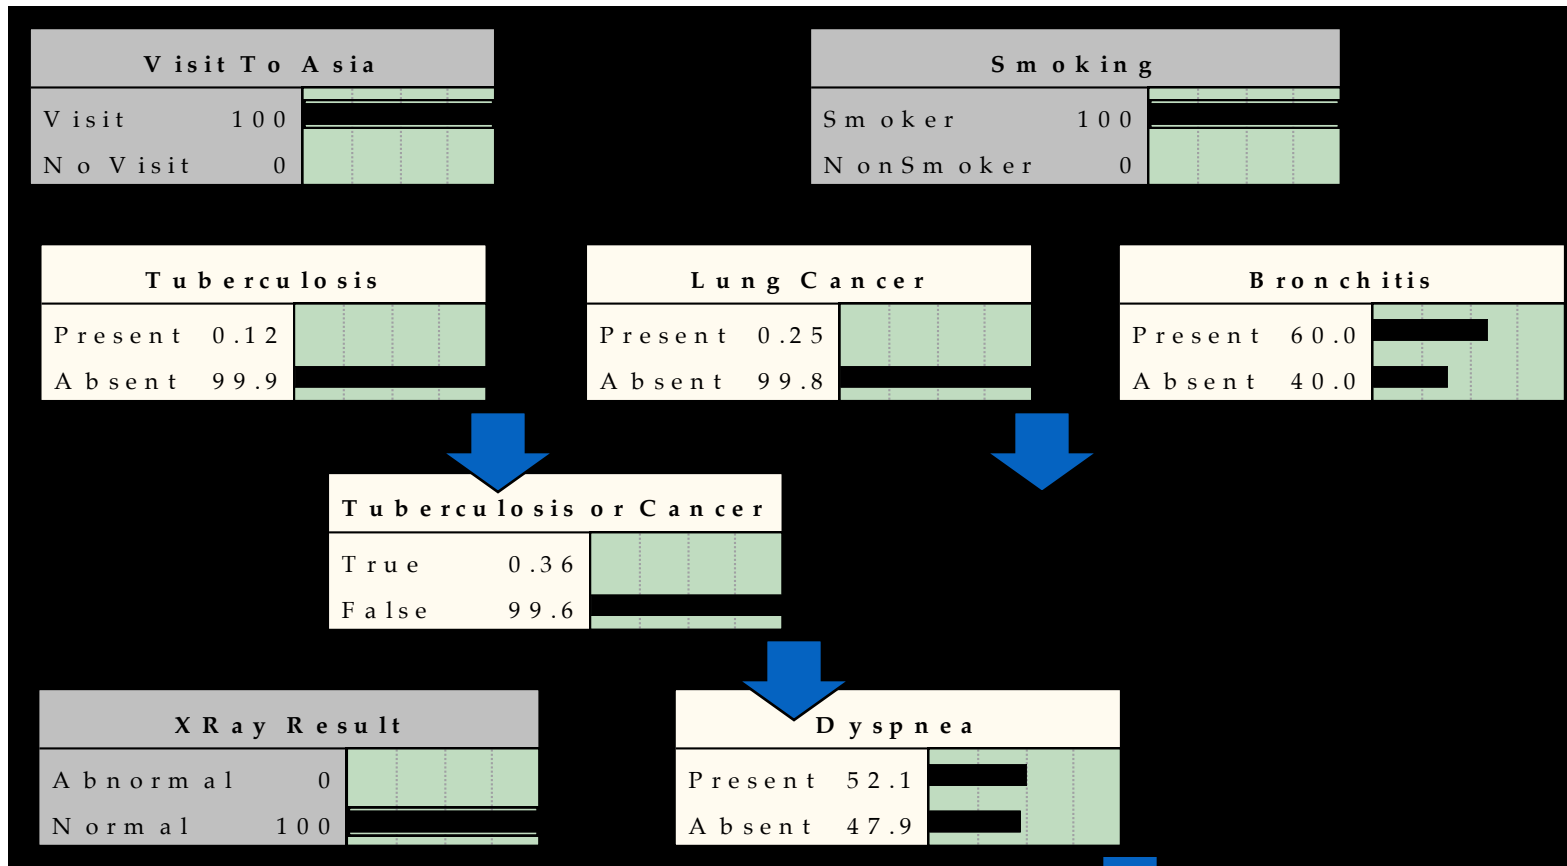 Visit To Asia
Visit 100
No Visit 0
Smoking
Smoker 100
NonSmoker 0
Tuberculosis
Present 0.12
Absent 99.9
Lung Cancer
Present 0.25
Absent 99.8
Bronchitis
Present 60.0
Absent 40.0
Tuberculosis or Cancer
True 0.36
False 99.6
XRay Result
Abnormal 0
Normal 100
Dyspnea
Present 52.1
Absent 47.9